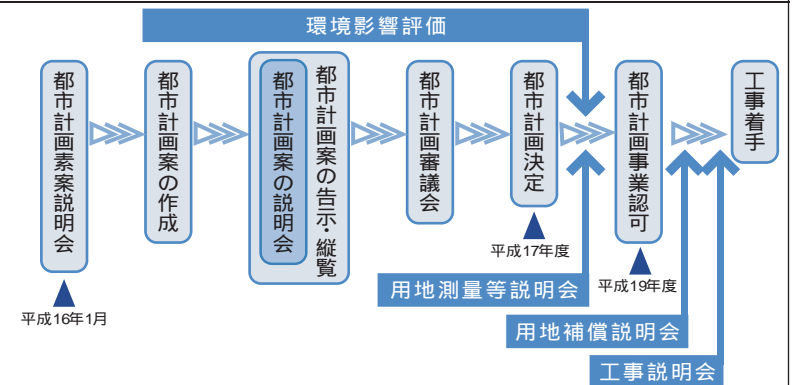 環境影響評価
都市計画素案説明会
都市計画案の作成
都市計画案の説明会
都市計画案の告示・縦覧
都市計画審議会
都市計画決定
都市計画事業認可
工事着手
平成16年1月
平成17年度
平成19年度
用地測量等説明会
用地補償説明会
工事説明会